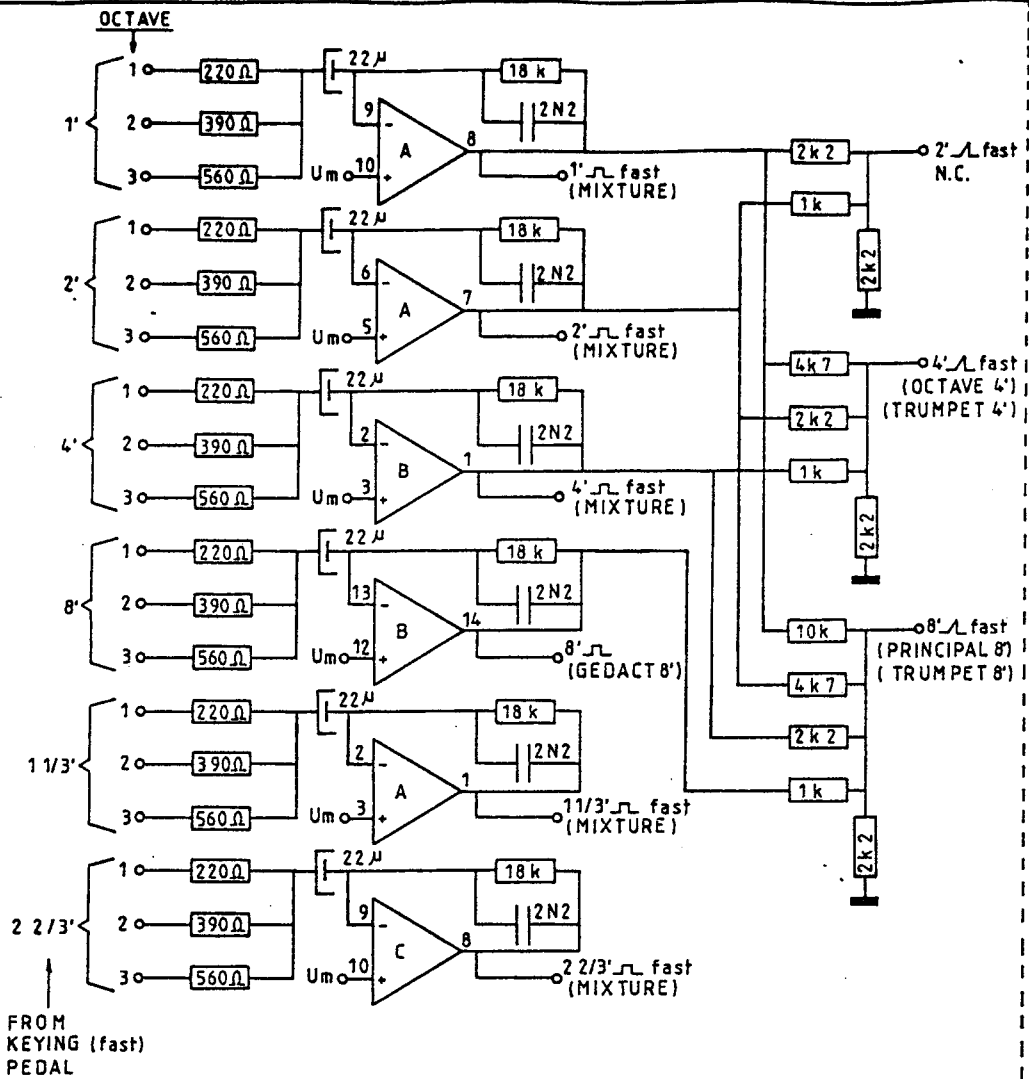 OCTAVE
1'
1
220Ω
2
390Ω
3
560Ω
22µ
18k
2N2
9
-
10
+
A
8
Um
1' fast
(MIXTURE)
2'
1
220Ω
2
390Ω
3
560Ω
22µ
18k
2N2
6
-
5
+
A
7
Um
2' fast
(MIXTURE)
4'
1
220Ω
2
390Ω
3
560Ω
22µ
18k
2N2
2
-
3
+
B
1
Um
4' fast
(MIXTURE)
8'
1
220Ω
2
390Ω
3
560Ω
22µ
18k
2N2
13
-
12
+
B
14
Um
8'
(GEDACT 8')
1 1/3'
1
220Ω
2
390Ω
3
560Ω
22µ
18k
2N2
2
-
3
+
A
1
Um
1 1/3' fast
(MIXTURE)
2 2/3'
1
220Ω
2
390Ω
3
560Ω
22µ
18k
2N2
9
-
10
+
C
8
Um
2 2/3' fast
(MIXTURE)
FROM
KEYING (fast)
PEDAL
2k2
1k
2k2
2' fast
N.C.
4k7
2k2
1k
2k2
4' fast
(OCTAVE 4')
(TRUMPET 4')
10k
4k7
2k2
1k
2k2
8' fast
(PRINCIPAL 8')
(TRUMPET 8')